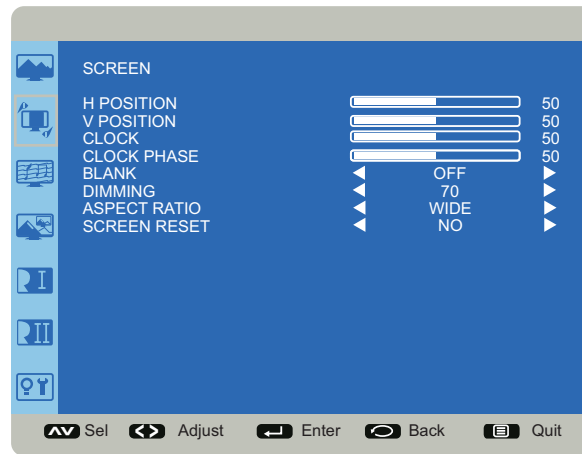 SCREEN
H POSITION 50
V POSITION 50
CLOCK 50
CLOCK PHASE 50
BLANK OFF
DIMMING 70
ASPECT RATIO WIDE
SCREEN RESET NO
I
II
Sel Adjust Enter Back Quit